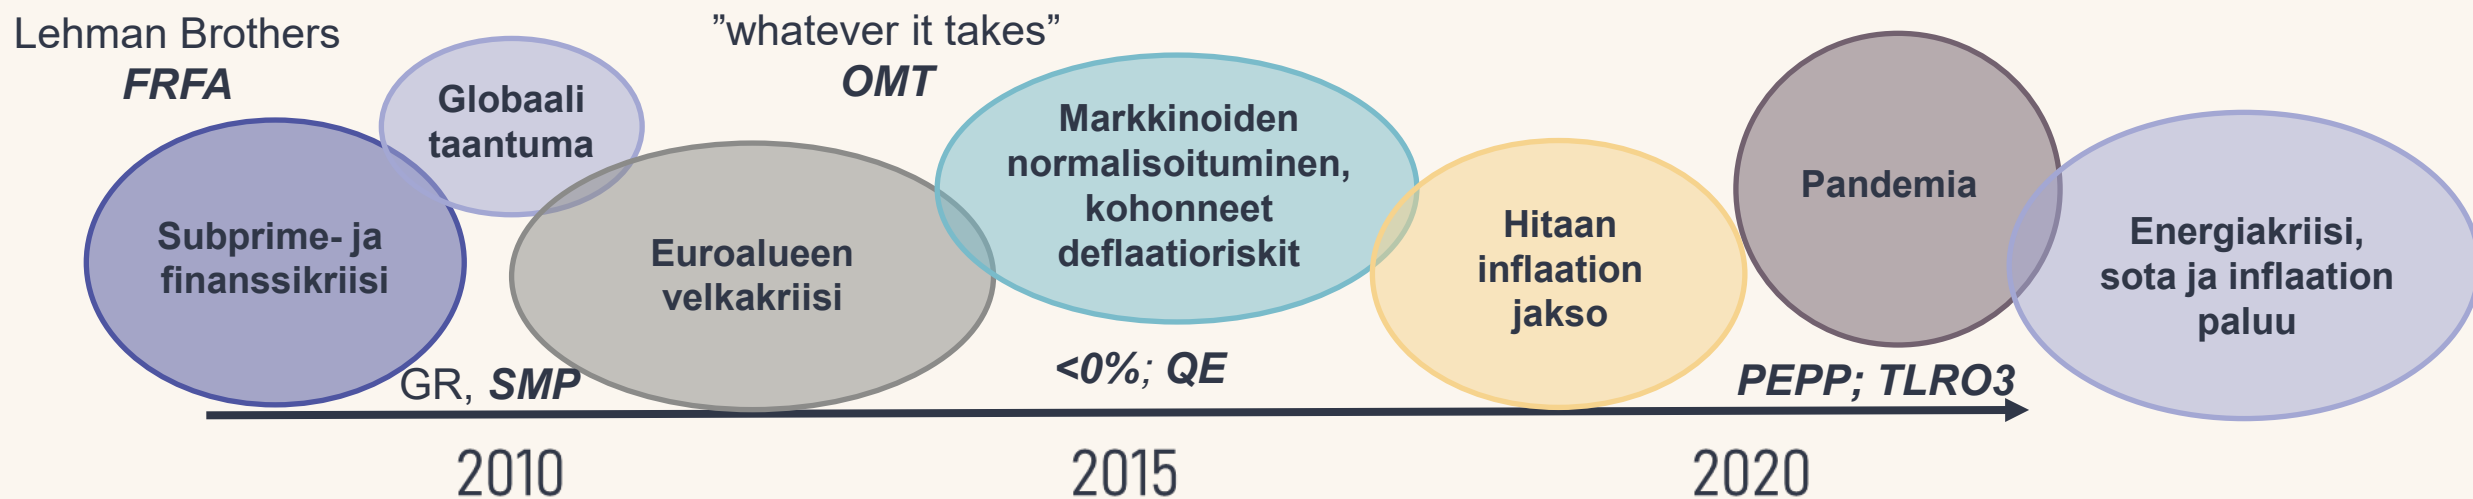 Lehman Brothers
FRFA
Subprime- ja
finanssikriisi
Globaali
taantuma
GR, SMP
Euroalueen
velkakriisi
”whatever it takes”
OMT
Markkinoiden
normalisoituminen,
kohonneet
deflaatioriskit
<0%; QE
Hitaan
inflaation
jakso
Pandemia
PEPP; TLRO3
Energiakriisi,
sota ja inflaation
paluu
2010
2015
2020